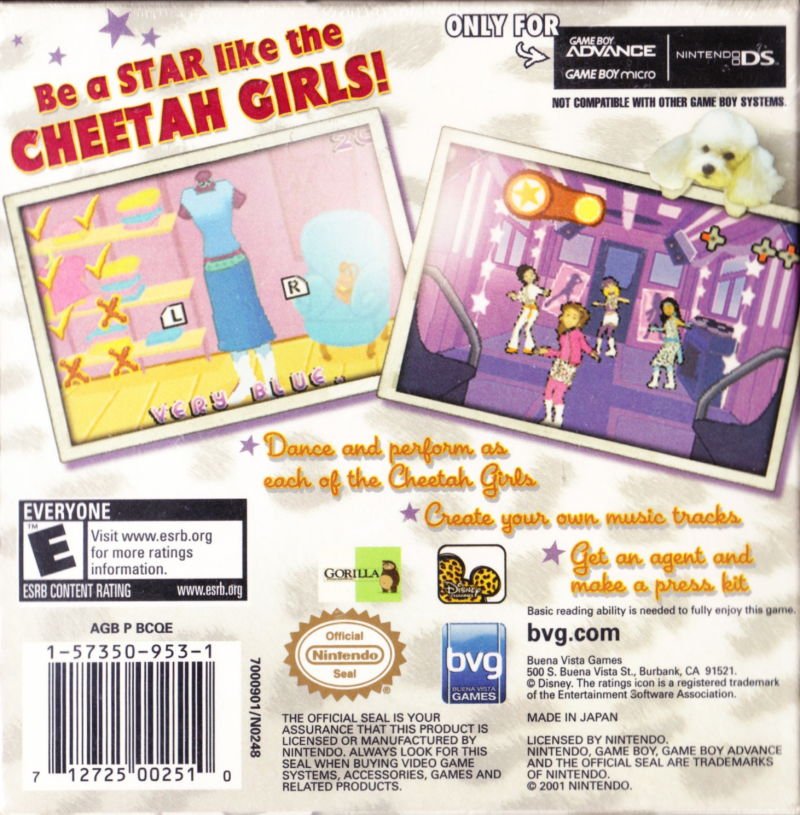 Be a STAR like the
CHEETAH GIRLS!
ONLY FOR
GAME BOY
ADVANCE
GAME BOY micro
NINTENDO DS
NOT COMPATIBLE WITH OTHER GAME BOY SYSTEMS.
L
R
VERY BLUE..
Dance and perform as
each of the Cheetah Girls
Create your own music tracks
Get an agent and
make a press kit
EVERYONE
E
TM
Visit www.esrb.org
for more ratings
information.
ESRB CONTENT RATING
www.esrb.org
GORILLA
DISNEY
CHANNEL
Basic reading ability is needed to fully enjoy this game.
bvg.com
AGB P BCQE
1-57350-953-1
7 12725 00251 0
7000901/N0248
Official
Nintendo
Seal
®
bvg
BUENA VISTA
GAMES
Buena Vista Games
500 S. Buena Vista St., Burbank, CA 91521.
© Disney. The ratings icon is a registered trademark
of the Entertainment Software Association.
THE OFFICIAL SEAL IS YOUR
ASSURANCE THAT THIS PRODUCT IS
LICENSED OR MANUFACTURED BY
NINTENDO. ALWAYS LOOK FOR THIS
SEAL WHEN BUYING VIDEO GAME
SYSTEMS, ACCESSORIES, GAMES AND
RELATED PRODUCTS.
MADE IN JAPAN
LICENSED BY NINTENDO.
NINTENDO, GAME BOY, GAME BOY ADVANCE
AND THE OFFICIAL SEAL ARE TRADEMARKS
OF NINTENDO.
© 2001 NINTENDO.